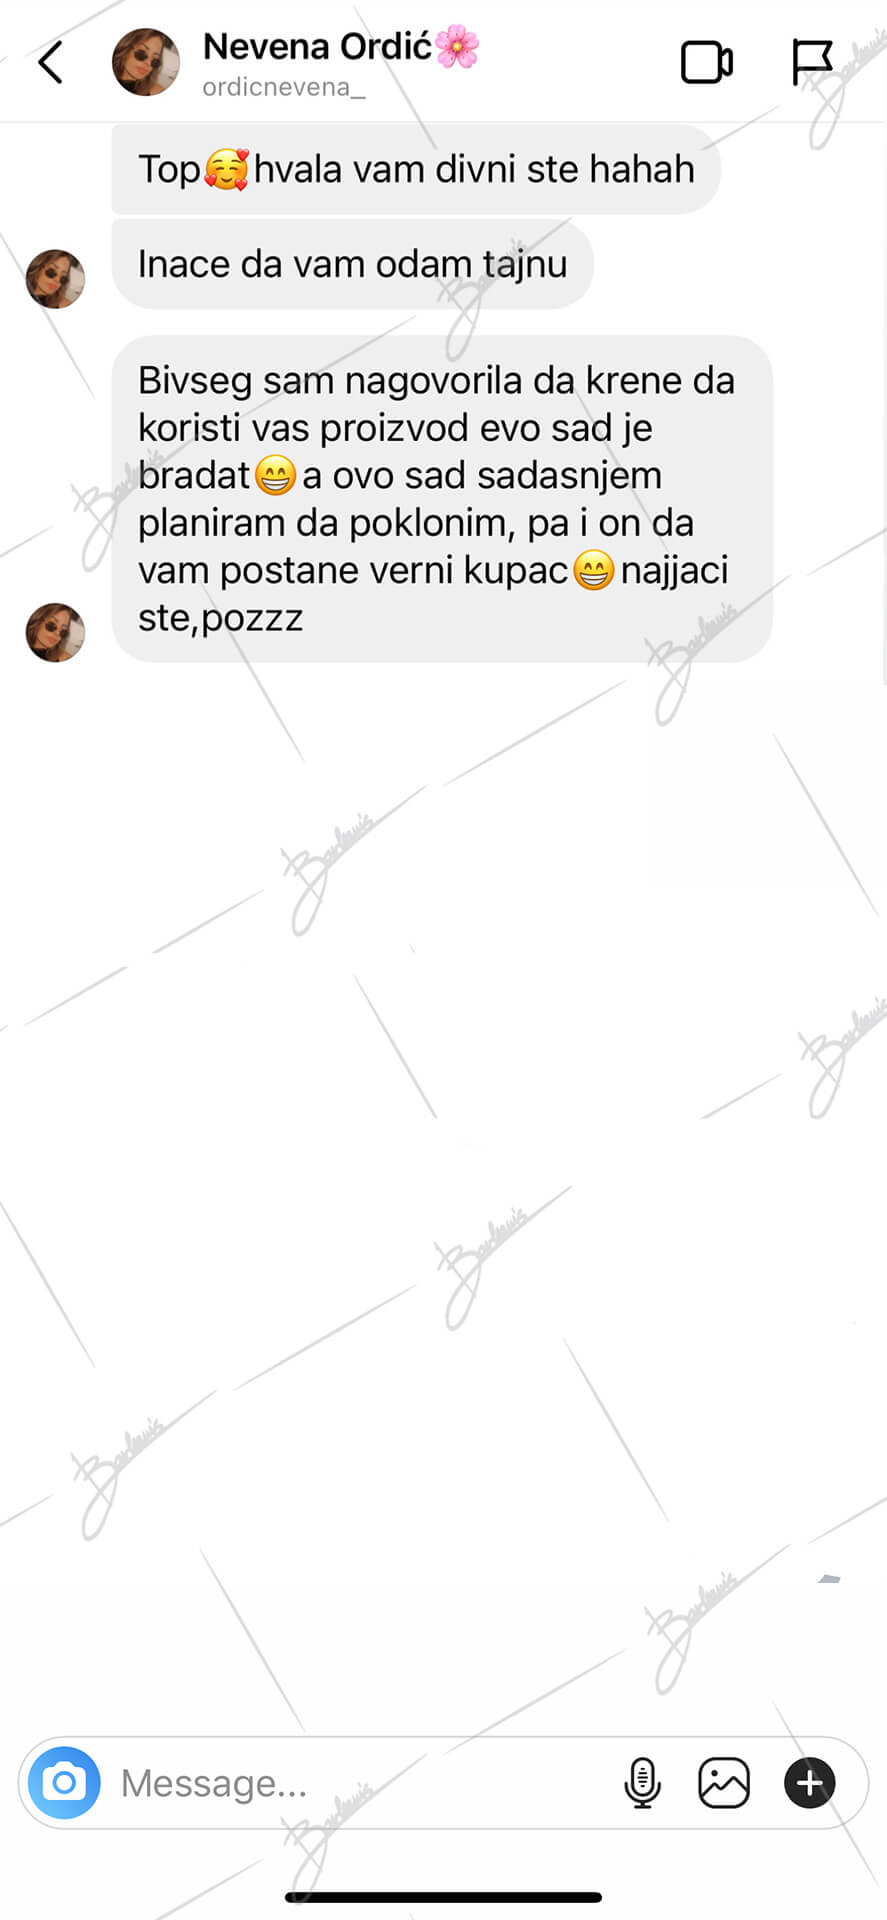 Nevena Ordić🌸
ordicnevena_
Top🥰hvala vam divni ste hahah
Inace da vam odam tajnu
Bivseg sam nagovorila da krene da
koristi vas proizvod evo sad je
bradat😁a ovo sad sadasnjem
planiram da poklonim, pa i on da
vam postane verni kupac😁najjaci
ste,pozzz
Message...